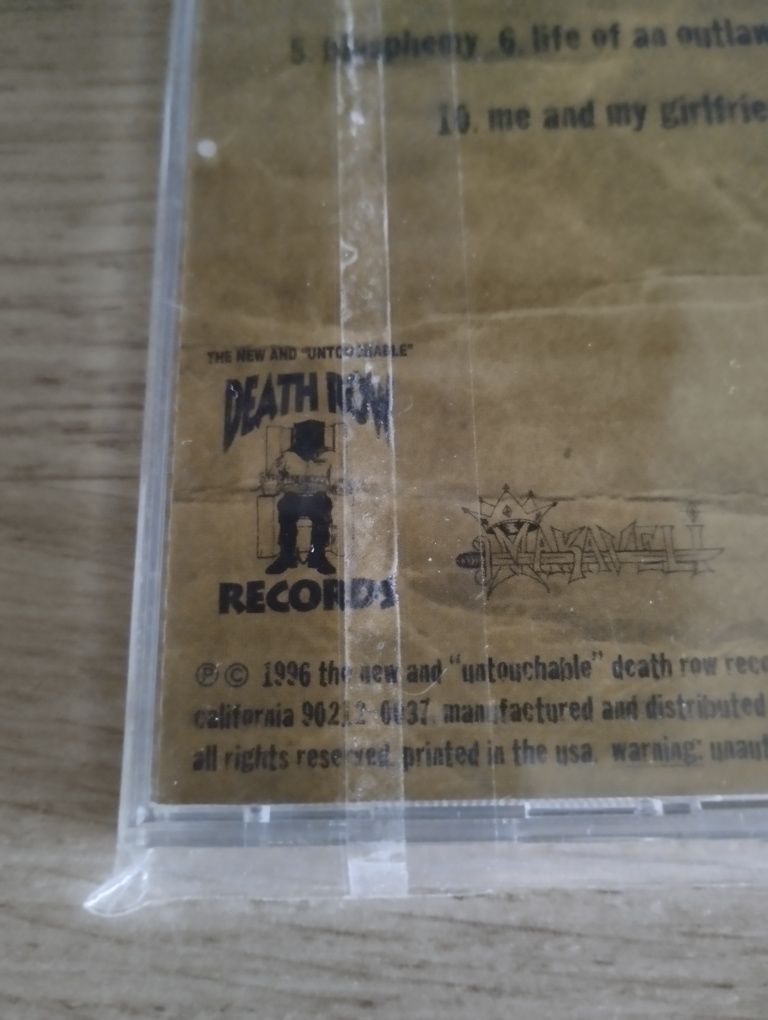 5. blasphemy 6. life of an outlaw
10. me and my girlfrie
THE NEW AND "UNTOUCHABLE"
DEATH ROW
RECORDS
MAKAVELI
℗© 1996 the new and "untouchable" death row reco
california 90212-0037. manufactured and distributed
all rights reserved. printed in the usa. warning: unaut